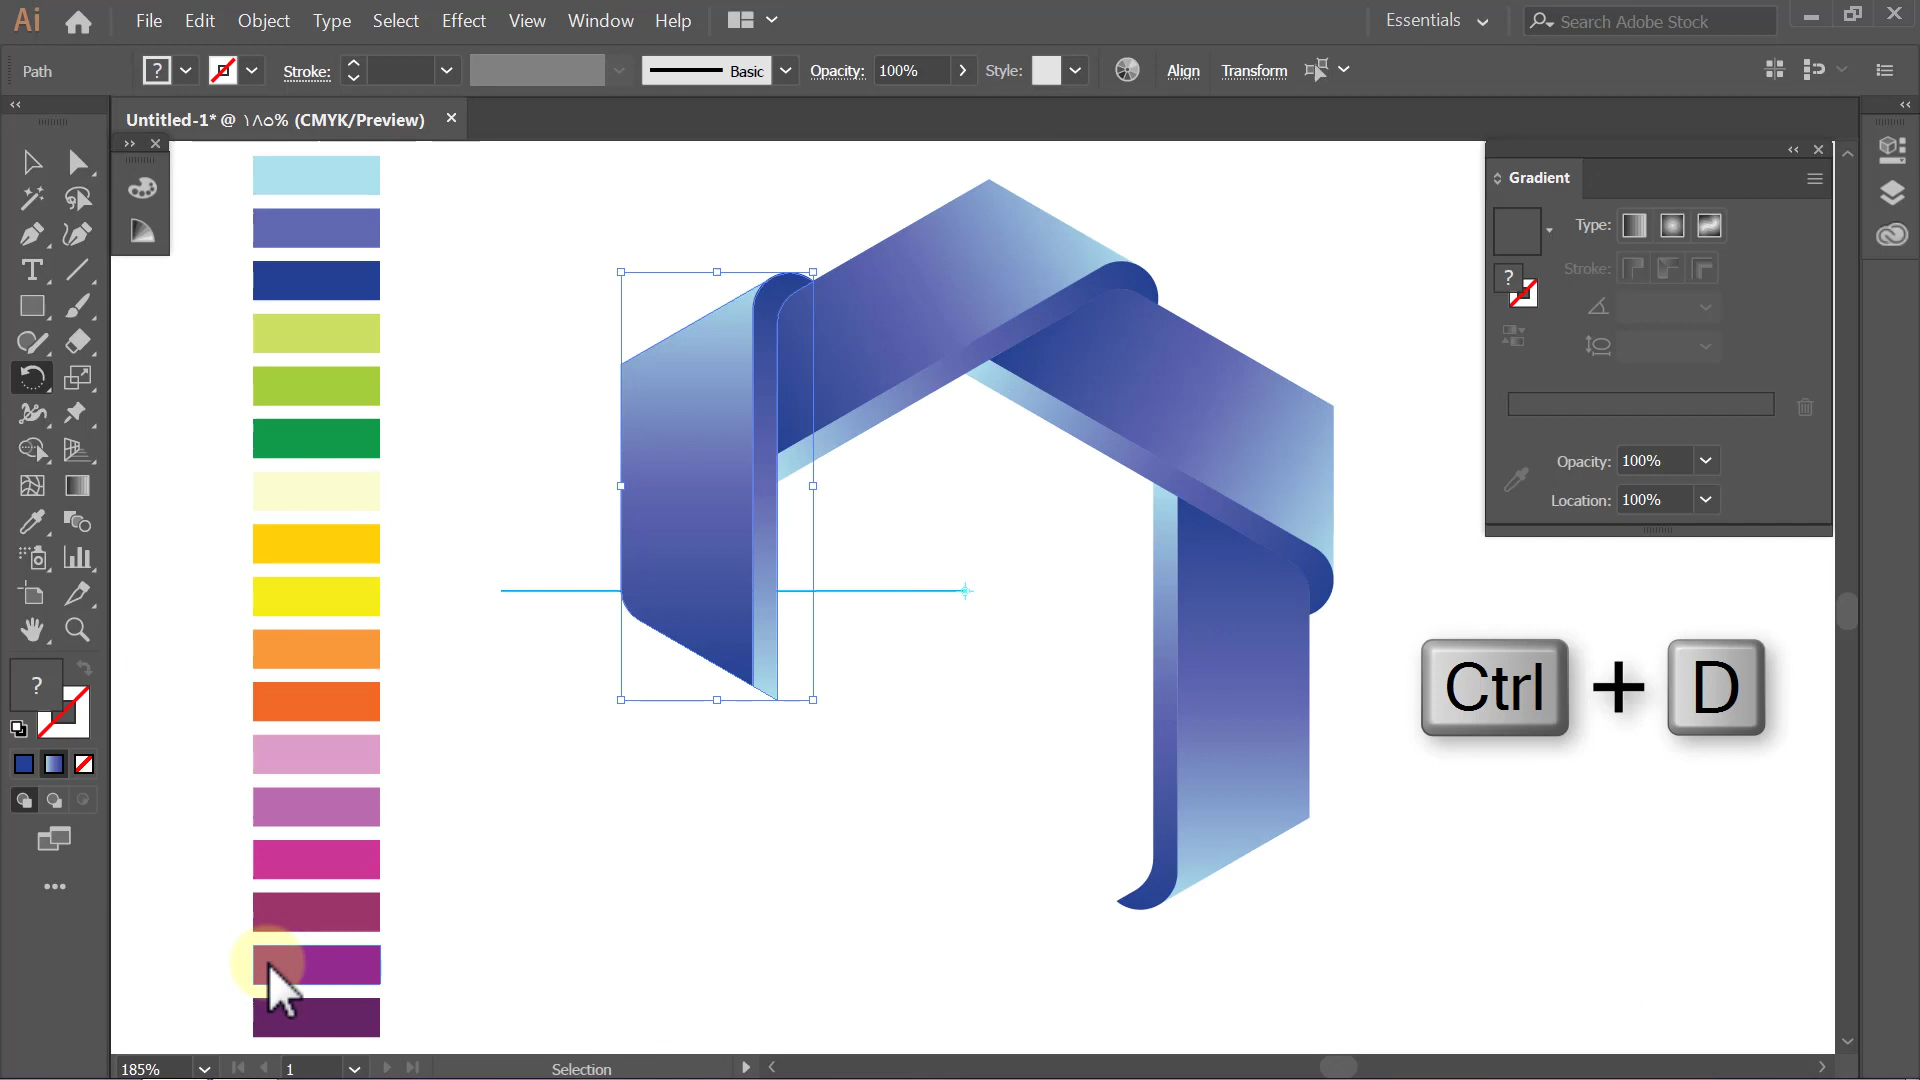 Ai File Edit Object Type Select Effect View Window Help Essentials Search Adobe Stock
Path ? Stroke: Basic Opacity: 100% Style: Align Transform
Untitled-1* @ ١٨٥% (CMYK/Preview)
Gradient
Type:
Stroke:
?
Opacity: 100%
Location: 100%
Ctrl + D
?
185% 1 Selection